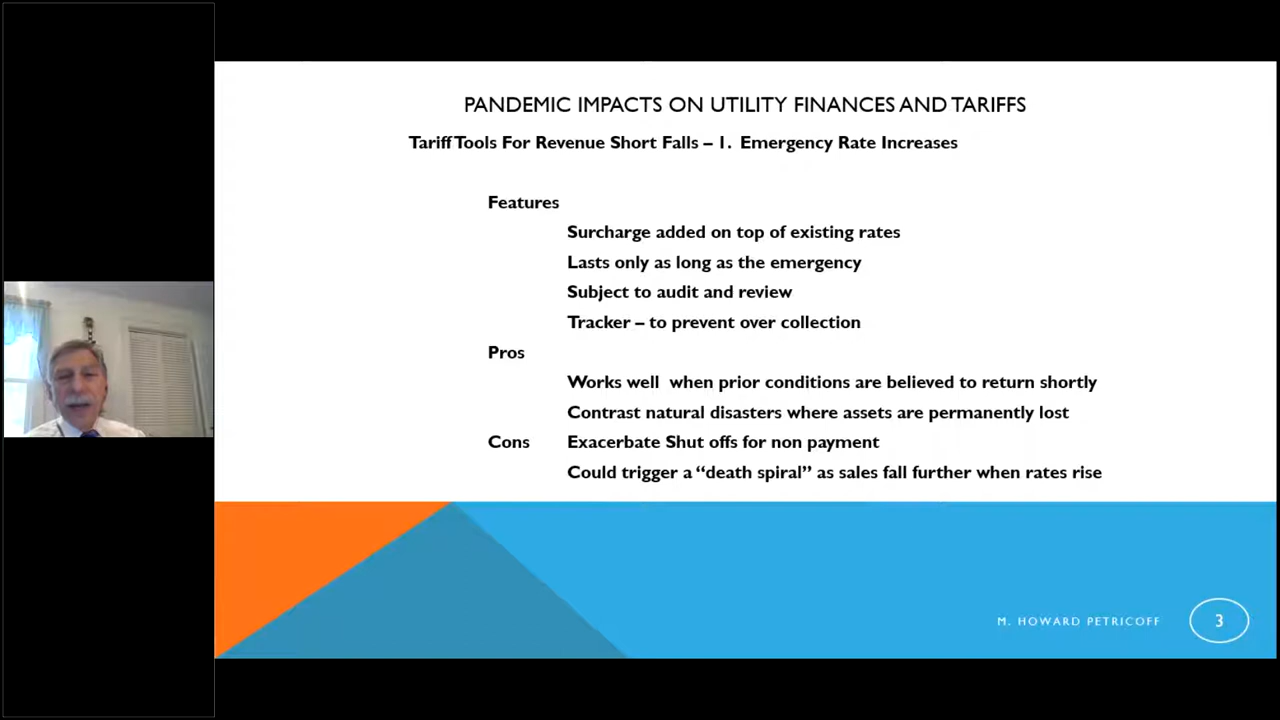 PANDEMIC IMPACTS ON UTILITY FINANCES AND TARIFFS
Tariff Tools For Revenue Short Falls – 1. Emergency Rate Increases
Features
Surcharge added on top of existing rates
Lasts only as long as the emergency
Subject to audit and review
Tracker – to prevent over collection
Pros
Works well when prior conditions are believed to return shortly
Contrast natural disasters where assets are permanently lost
Cons Exacerbate Shut offs for non payment
Could trigger a “death spiral” as sales fall further when rates rise
M. HOWARD PETRICOFF 3